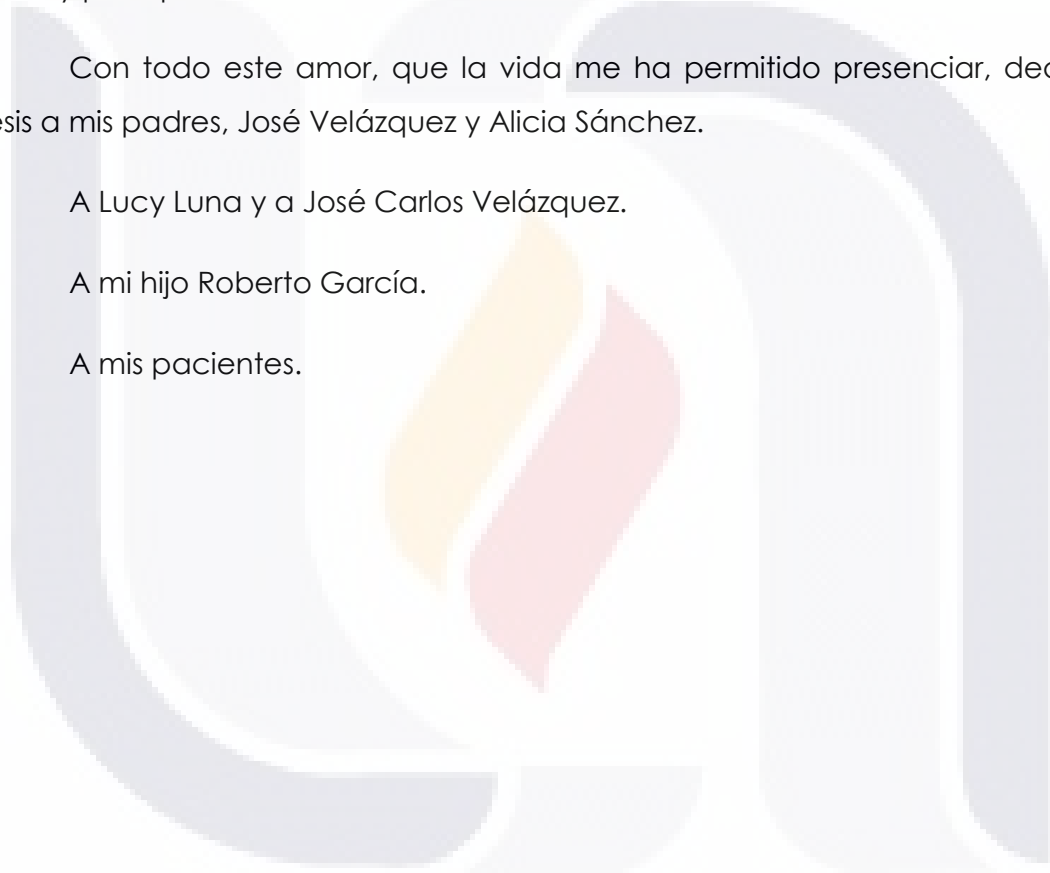 Con todo este amor, que la vida me ha permitido presenciar, dec
esis a mis padres, José Velázquez y Alicia Sánchez.
A Lucy Luna y a José Carlos Velázquez.
A mi hijo Roberto García.
A mis pacientes.